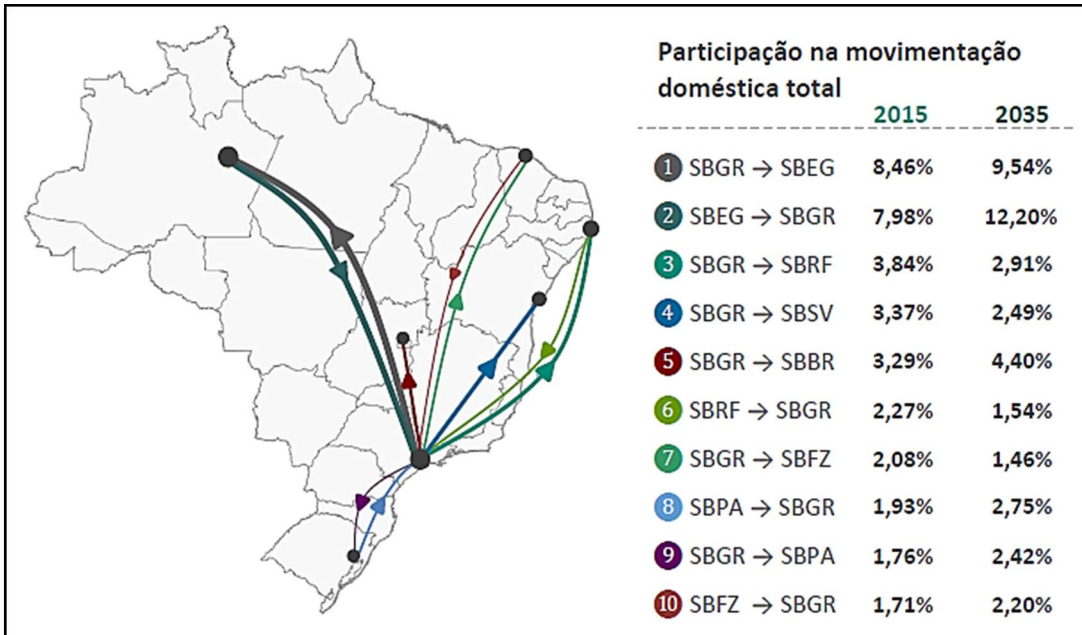 Participação na movimentação
doméstica total
2015 2035
1 SBGR → SBEG 8,46% 9,54%
2 SBEG → SBGR 7,98% 12,20%
3 SBGR → SBRF 3,84% 2,91%
4 SBGR → SBSV 3,37% 2,49%
5 SBGR → SBBR 3,29% 4,40%
6 SBRF → SBGR 2,27% 1,54%
7 SBGR → SBFZ 2,08% 1,46%
8 SBPA → SBGR 1,93% 2,75%
9 SBGR → SBPA 1,76% 2,42%
10 SBFZ → SBGR 1,71% 2,20%